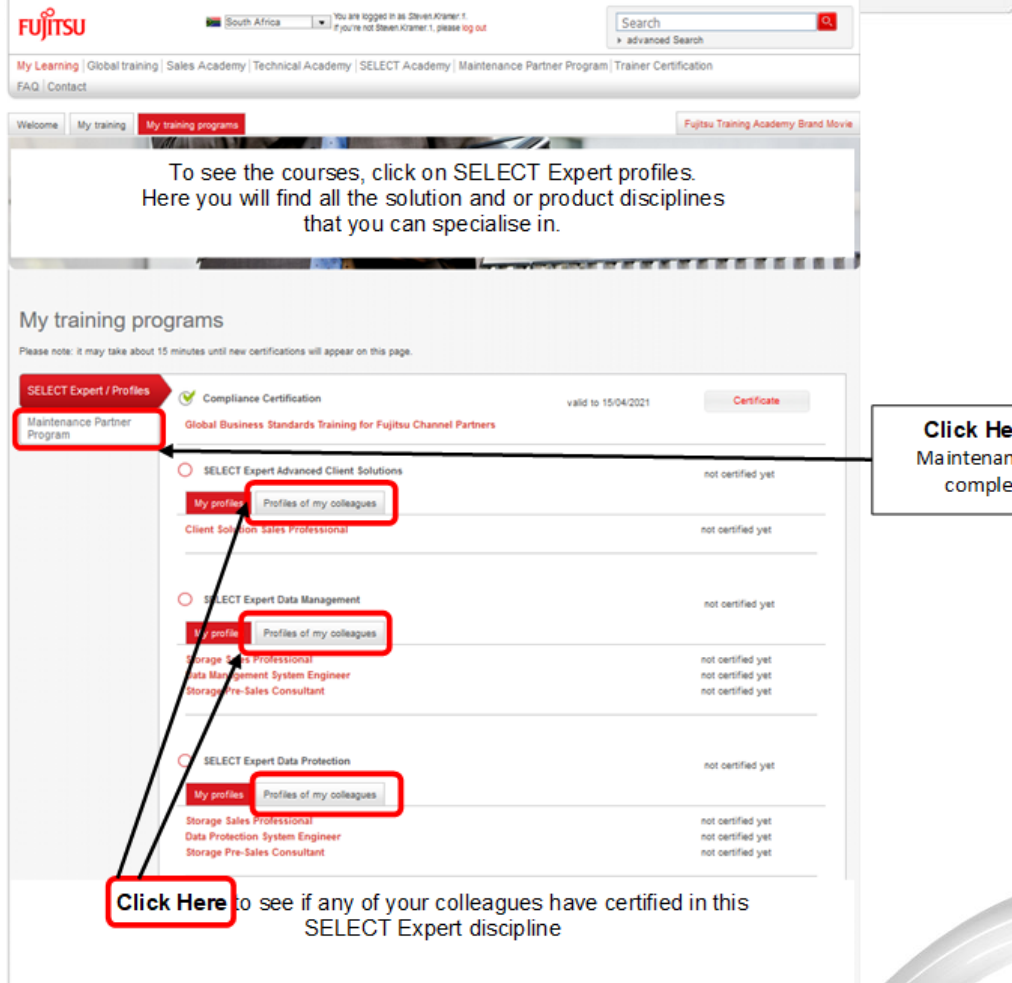 FUJITSU
South Africa
You are logged in as Steven.Kramer.1.
If you're not Steven.Kramer.1, please log out
Search
advanced Search
My Learning | Global training | Sales Academy | Technical Academy | SELECT Academy | Maintenance Partner Program | Trainer Certification
FAQ | Contact
Welcome My training My training programs Fujitsu Training Academy Brand Movie
To see the courses, click on SELECT Expert profiles.
Here you will find all the solution and or product disciplines
that you can specialise in.
My training programs
Please note: it may take about 15 minutes until new certifications will appear on this page.
SELECT Expert / Profiles
Maintenance Partner
Program
Compliance Certification valid to 15/04/2021 Certificate
Global Business Standards Training for Fujitsu Channel Partners
SELECT Expert Advanced Client Solutions not certified yet
My profiles Profiles of my colleagues
Client Solution Sales Professional not certified yet
SELECT Expert Data Management not certified yet
My profile Profiles of my colleagues
Storage Sales Professional not certified yet
Data Management System Engineer not certified yet
Storage Pre-Sales Consultant not certified yet
SELECT Expert Data Protection not certified yet
My profiles Profiles of my colleagues
Storage Sales Professional not certified yet
Data Protection System Engineer not certified yet
Storage Pre-Sales Consultant not certified yet
Click Here to see if any of your colleagues have certified in this
SELECT Expert discipline
Click He
Maintenan
comple